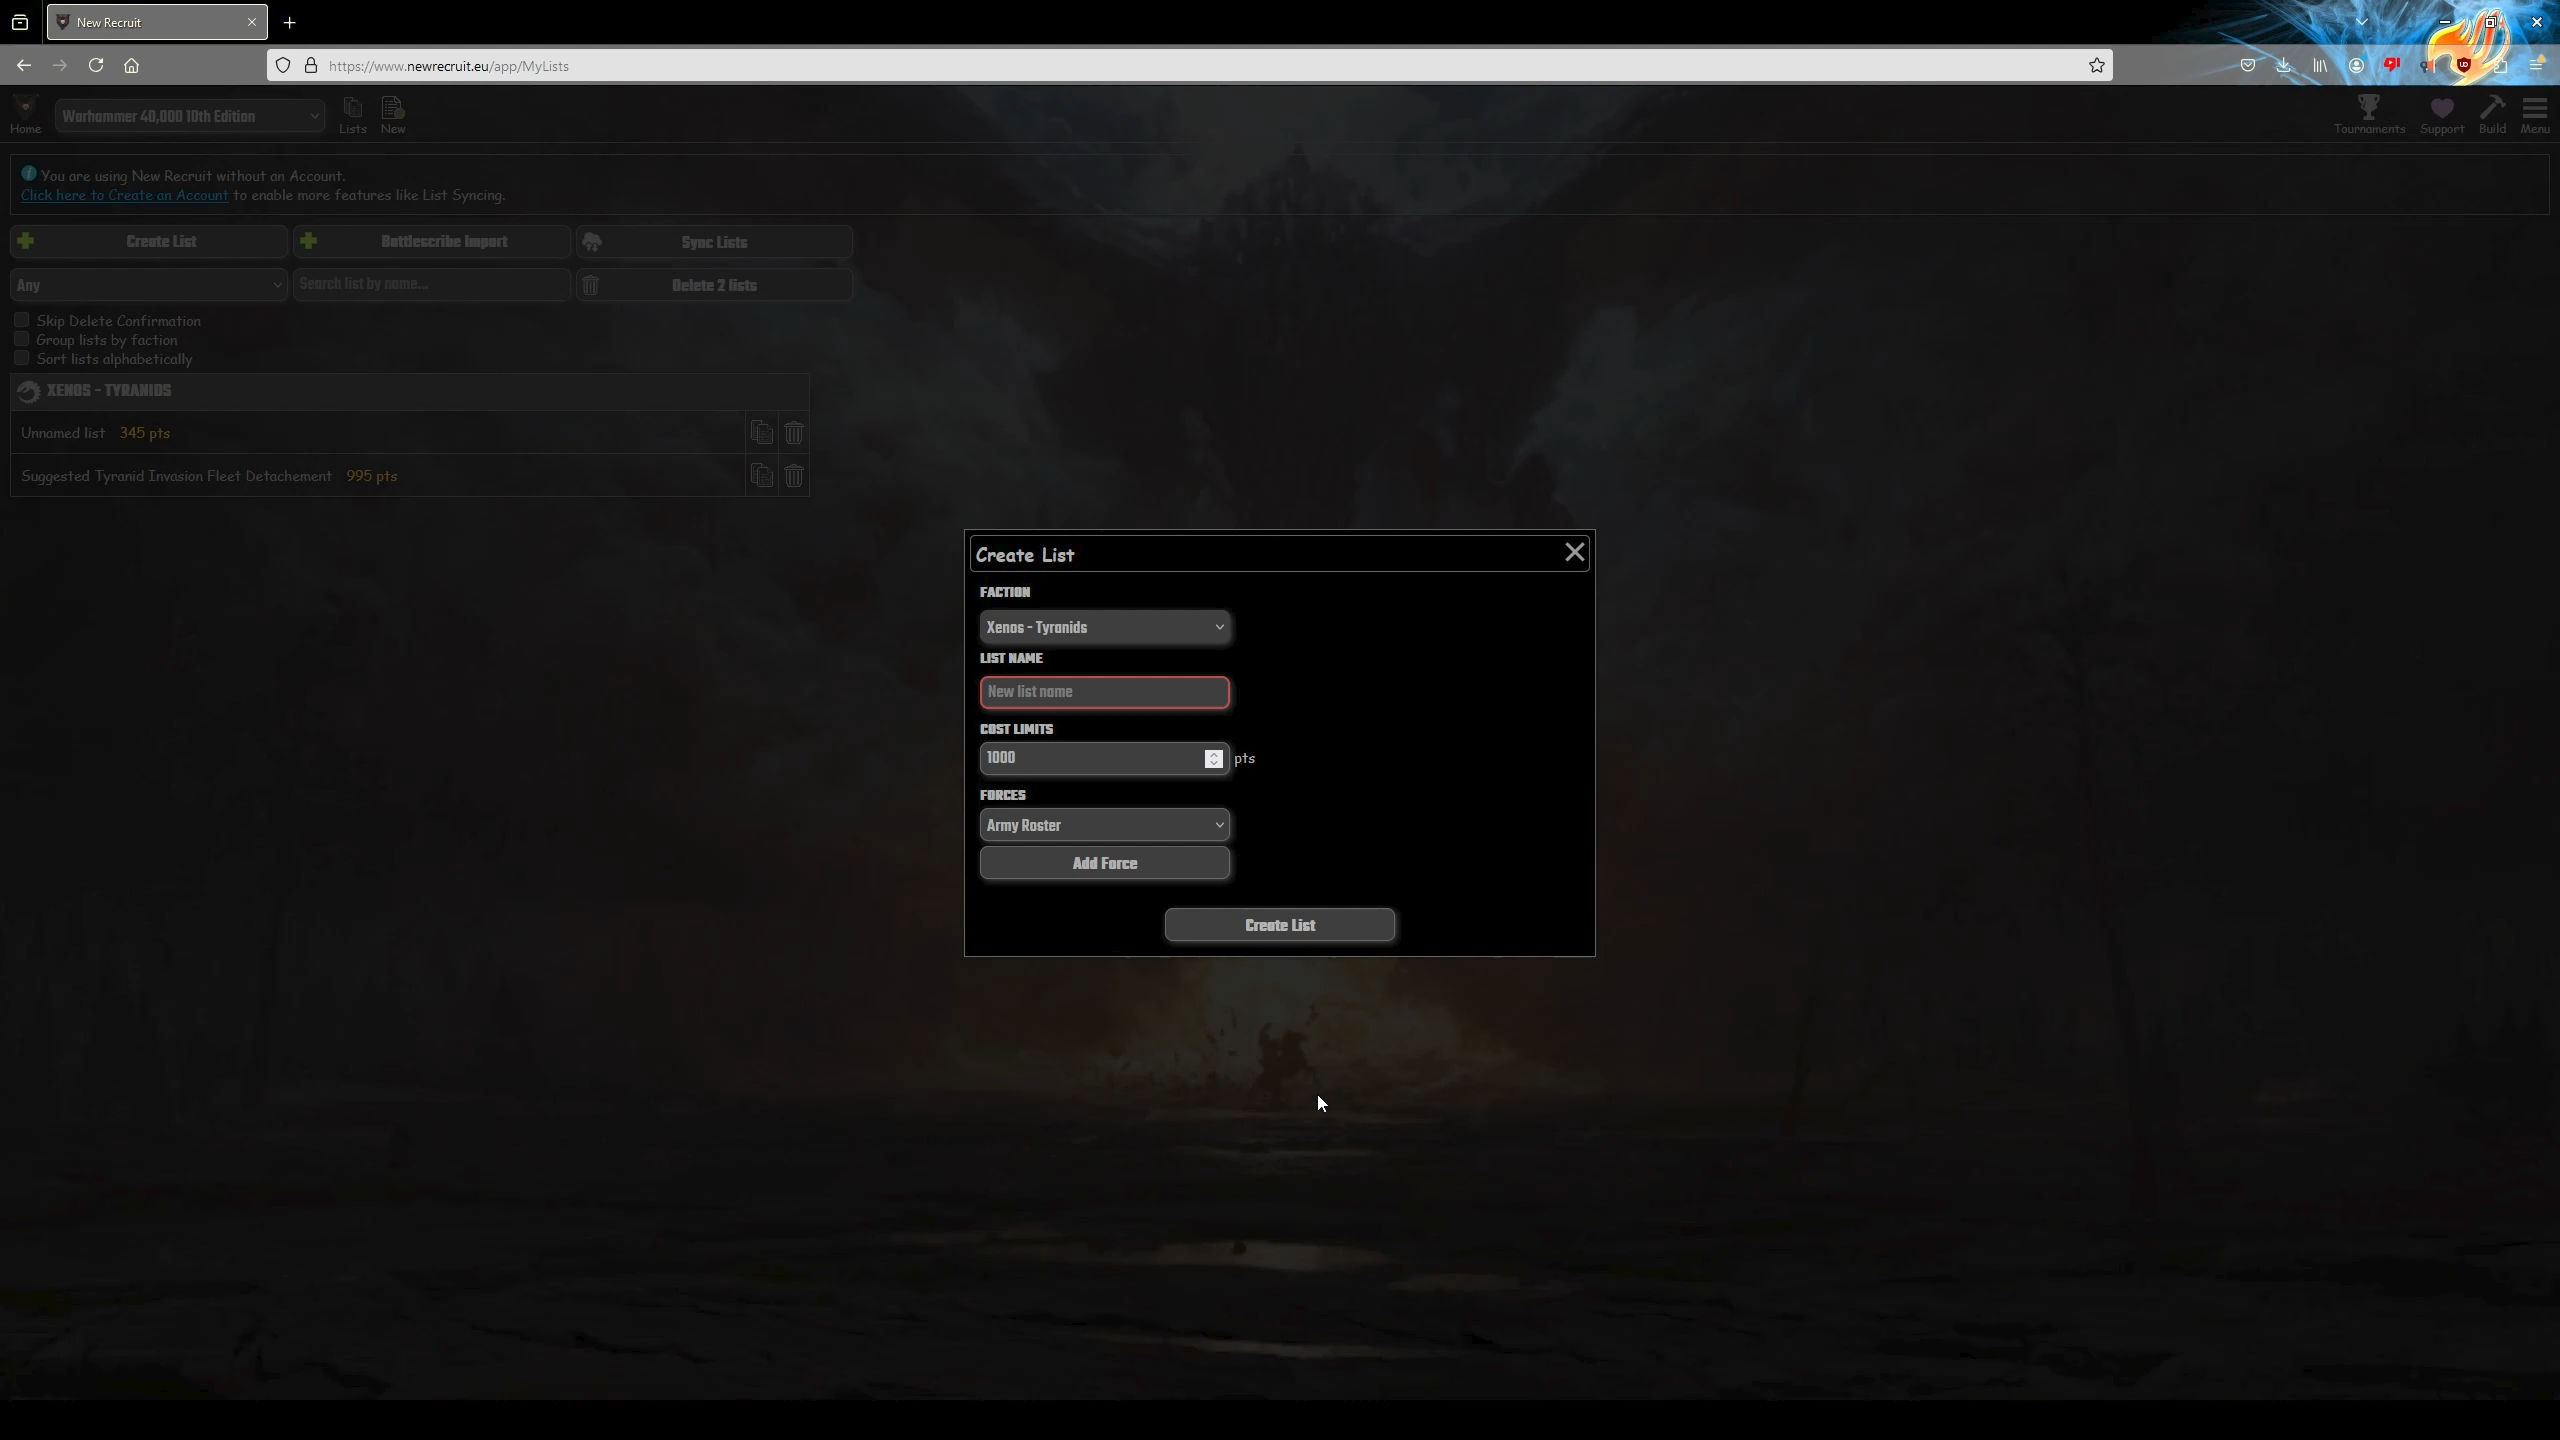 New Recruit
https://www.newrecruit.eu/app/MyLists
Home
Warhammer 40,000 10th Edition
Lists
New
Tournaments
Support
Build
Menu
You are using New Recruit without an Account.
Click here to Create an Account to enable more features like List Syncing.
Create List
Battlescribe Import
Sync Lists
Any
Search list by name...
Delete 2 lists
Skip Delete Confirmation
Group lists by faction
Sort lists alphabetically
XENOS - TYRANIDS
Unnamed list 345 pts
Suggested Tyranid Invasion Fleet Detachement 995 pts
Create List
FACTION
Xenos - Tyranids
LIST NAME
New list name
COST LIMITS
1000 pts
FORCES
Army Roster
Add Force
Create List